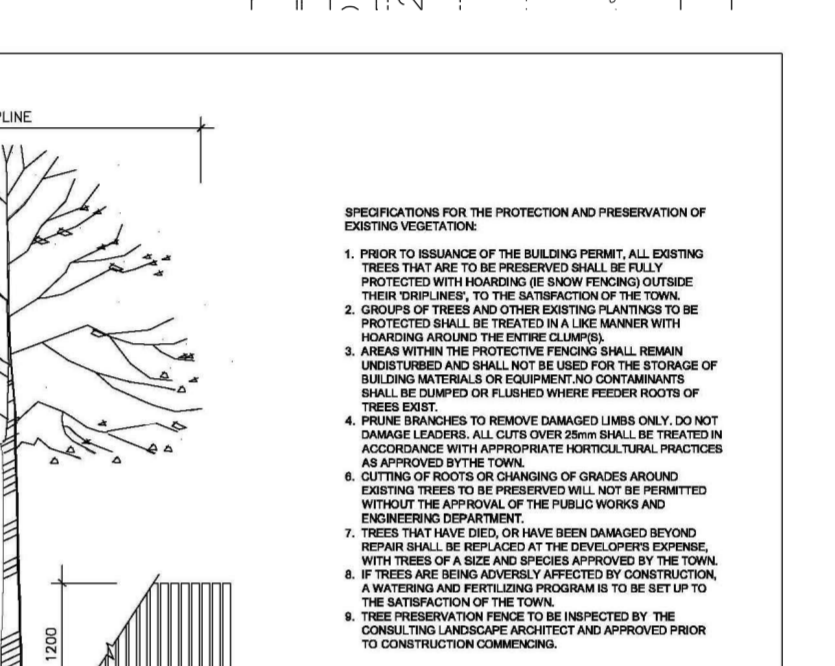 PLINE
SPECIFICATIONS FOR THE PROTECTION AND PRESERVATION OF
EXISTING VEGETATION:
1. PRIOR TO ISSUANCE OF THE BUILDING PERMIT, ALL EXISTING
TREES THAT ARE TO BE PRESERVED SHALL BE FULLY
PROTECTED WITH HOARDING (IE SNOW FENCING) OUTSIDE
THEIR 'DRIPLINES', TO THE SATISFACTION OF THE TOWN.
2. GROUPS OF TREES AND OTHER EXISTING PLANTINGS TO BE
PROTECTED SHALL BE TREATED IN A LIKE MANNER WITH
HOARDING AROUND THE ENTIRE CLUMP(S).
3. AREAS WITHIN THE PROTECTIVE FENCING SHALL REMAIN
UNDISTURBED AND SHALL NOT BE USED FOR THE STORAGE OF
BUILDING MATERIALS OR EQUIPMENT.NO CONTAMINANTS
SHALL BE DUMPED OR FLUSHED WHERE FEEDER ROOTS OF
TREES EXIST.
4. PRUNE BRANCHES TO REMOVE DAMAGED LIMBS ONLY. DO NOT
DAMAGE LEADERS. ALL CUTS OVER 25mm SHALL BE TREATED IN
ACCORDANCE WITH APPROPRIATE HORTICULTURAL PRACTICES
AS APPROVED BYTHE TOWN.
6. CUTTING OF ROOTS OR CHANGING OF GRADES AROUND
EXISTING TREES TO BE PRESERVED WILL NOT BE PERMITTED
WITHOUT THE APPROVAL OF THE PUBLIC WORKS AND
ENGINEERING DEPARTMENT.
7. TREES THAT HAVE DIED, OR HAVE BEEN DAMAGED BEYOND
REPAIR SHALL BE REPLACED AT THE DEVELOPER'S EXPENSE,
WITH TREES OF A SIZE AND SPECIES APPROVED BY THE TOWN.
8. IF TREES ARE BEING ADVERSLY AFFECTED BY CONSTRUCTION,
A WATERING AND FERTILIZING PROGRAM IS TO BE SET UP TO
THE SATISFACTION OF THE TOWN.
9. TREE PRESERVATION FENCE TO BE INSPECTED BY THE
CONSULTING LANDSCAPE ARCHITECT AND APPROVED PRIOR
TO CONSTRUCTION COMMENCING.
1200